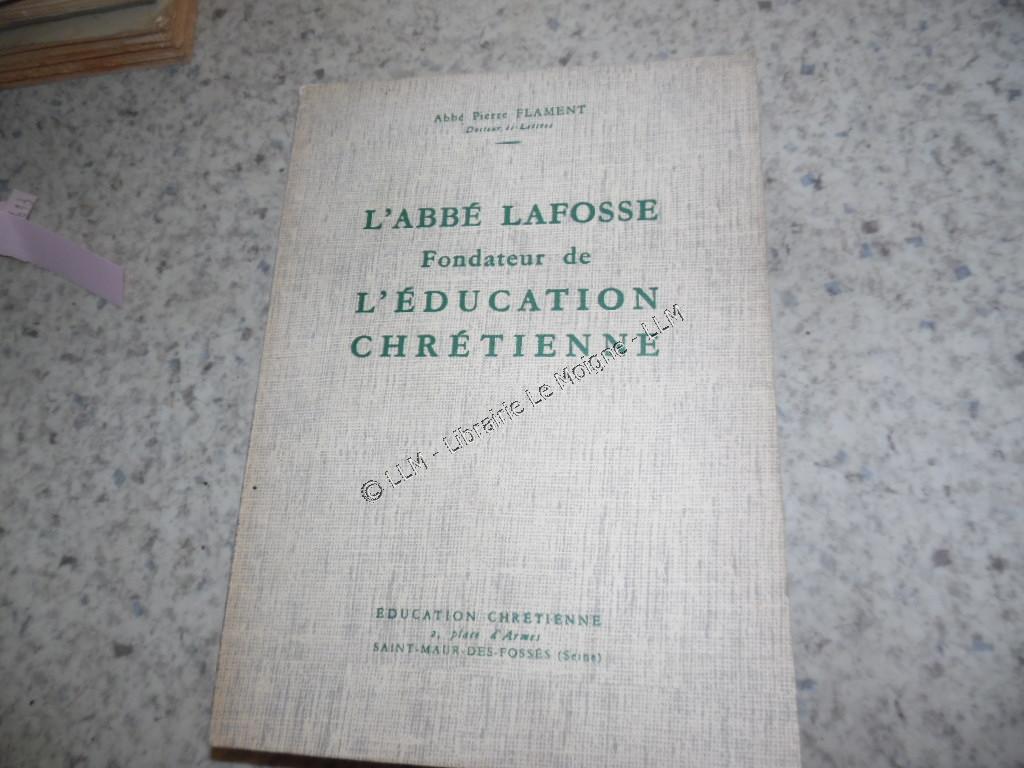 Abbé Pierre FLAMENT
Docteur ès-Lettres
L'ABBÉ LAFOSSE
Fondateur de
L'ÉDUCATION
CHRÉTIENNE
© LLM - Librairie Le Moigne - LLM
ÉDUCATION CHRÉTIENNE
2, place d'Armes
SAINT-MAUR-DES-FOSSÉS (Seine)